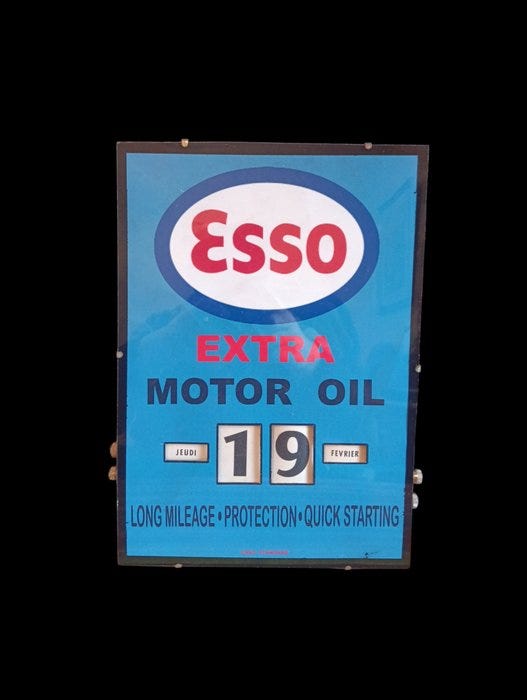 Esso
EXTRA
MOTOR OIL
JEUDI 19 FEVRIER
LONG MILEAGE • PROTECTION • QUICK STARTING